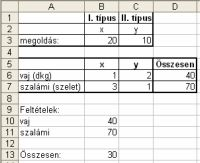 A B C D
1 I. típus II. típus
2 x y
3 megoldás: 20 10
4
5 x y Összesen
6 vaj (dkg) 1 2 40
7 szalámi (szelet) 3 1 70
8
9 Feltételek:
10 vaj 40
11 szalámi 70
12
13 Összesen: 30